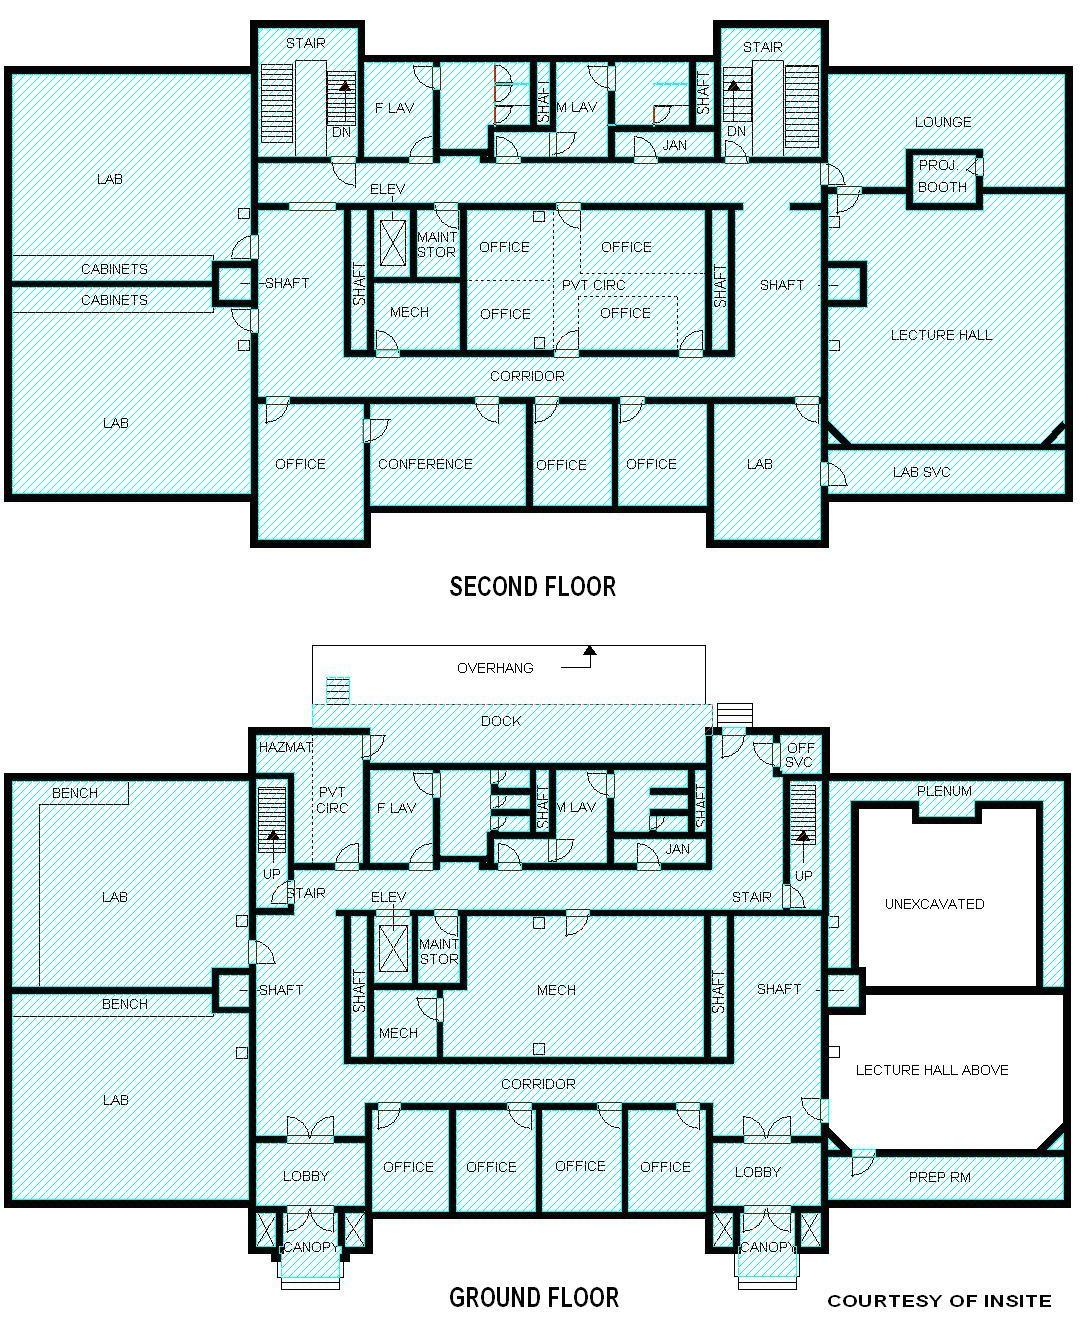 STAIR
STAIR
F LAV
SHAFT
M LAV
SHAFT
LOUNGE
DN
DN
JAN
PROJ.
BOOTH
LAB
ELEV
MAINT
STOR
OFFICE
OFFICE
CABINETS
SHAFT
SHAFT
PVT CIRC
SHAFT
SHAFT
CABINETS
MECH
OFFICE
OFFICE
LECTURE HALL
CORRIDOR
LAB
OFFICE
CONFERENCE
OFFICE
OFFICE
LAB
LAB SVC
SECOND FLOOR
OVERHANG
DOCK
HAZMAT
OFF
SVC
BENCH
PVT
CIRC
F LAV
SHAFT
M LAV
SHAFT
PLENUM
JAN
UP
UP
LAB
STAIR
ELEV
STAIR
UNEXCAVATED
MAINT
STOR
SHAFT
SHAFT
MECH
SHAFT
SHAFT
BENCH
MECH
LECTURE HALL ABOVE
CORRIDOR
LAB
LOBBY
OFFICE
OFFICE
OFFICE
OFFICE
LOBBY
PREP RM
CANOPY
CANOPY
GROUND FLOOR
COURTESY OF INSITE